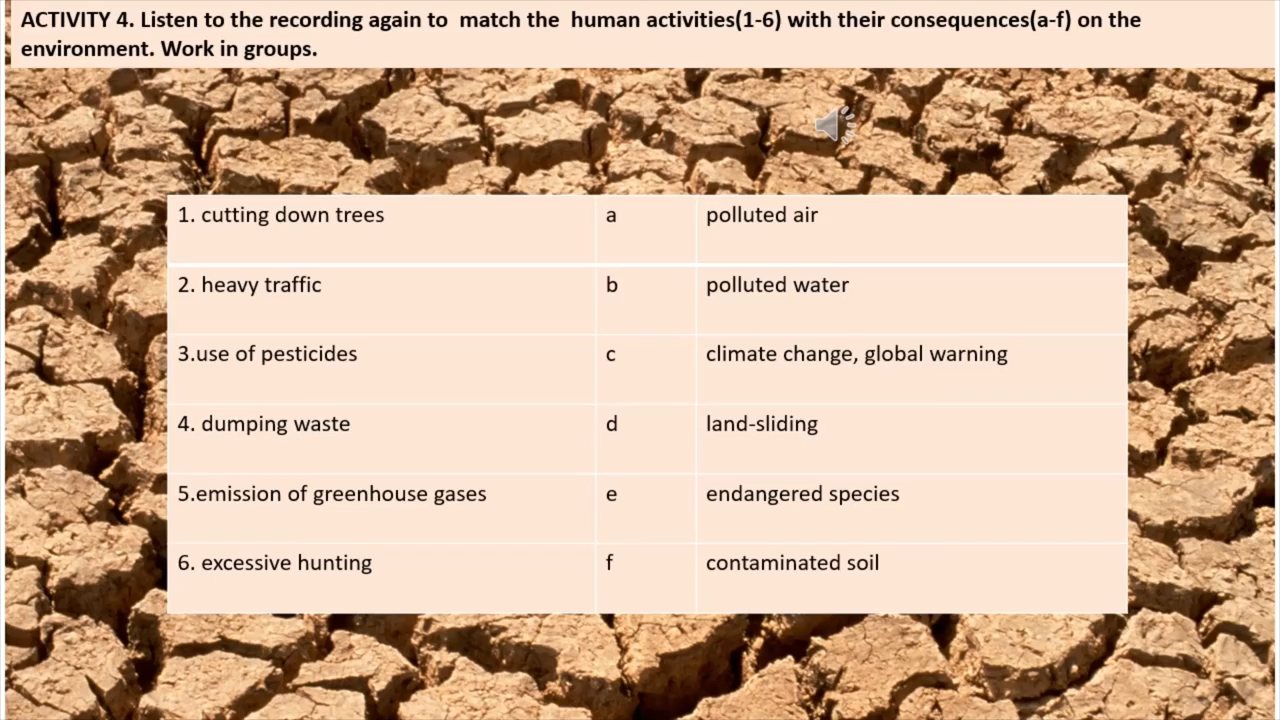 ACTIVITY 4. Listen to the recording again to  match the  human activities(1-6) with their consequences(a-f) on the
environment. Work in groups.
1. cutting down trees a polluted air
2. heavy traffic b polluted water
3.use of pesticides c climate change, global warning
4. dumping waste d land-sliding
5.emission of greenhouse gases e endangered species
6. excessive hunting f contaminated soil